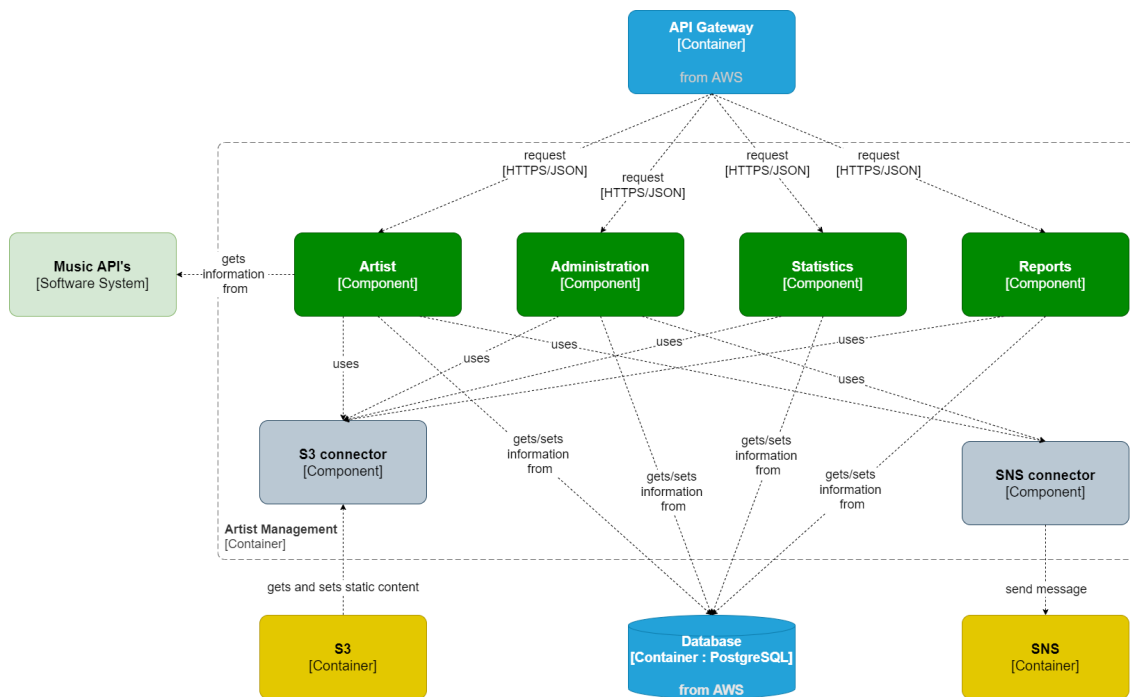 API Gateway
[Container]
from AWS
request
[HTTPS/JSON]
request
[HTTPS/JSON]
request
[HTTPS/JSON]
request
[HTTPS/JSON]
Music API's
[Software System]
gets
information
from
Artist
[Component]
Administration
[Component]
Statistics
[Component]
Reports
[Component]
uses
uses
uses
uses
uses
uses
S3 connector
[Component]
gets/sets
information
from
gets/sets
information
from
gets/sets
information
from
gets/sets
information
from
SNS connector
[Component]
Artist Management
[Container]
gets and sets static content
send message
S3
[Container]
Database
[Container : PostgreSQL]
from AWS
SNS
[Container]